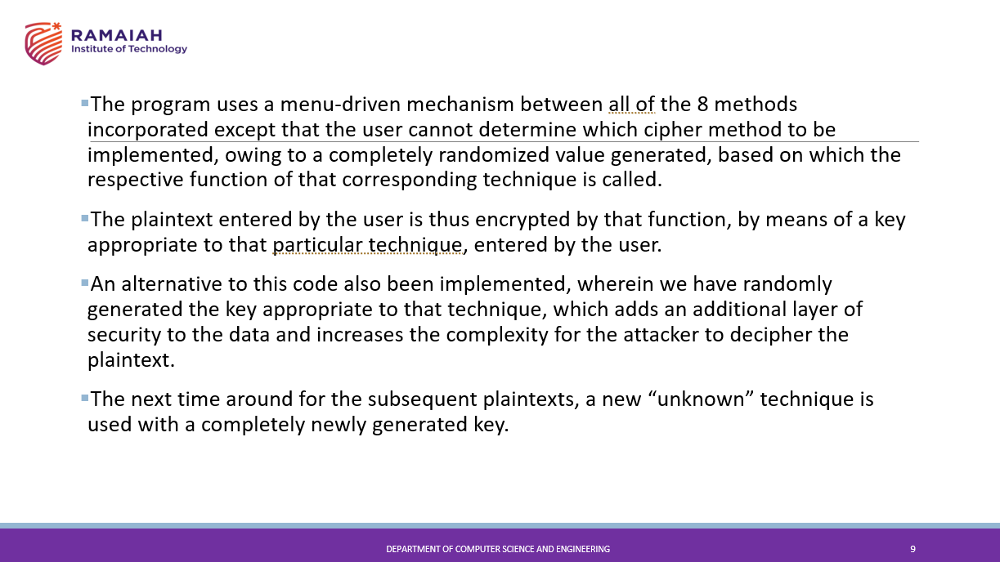 RAMAIAH
Institute of Technology
▪The program uses a menu-driven mechanism between all of the 8 methods
incorporated except that the user cannot determine which cipher method to be
implemented, owing to a completely randomized value generated, based on which the
respective function of that corresponding technique is called.
▪The plaintext entered by the user is thus encrypted by that function, by means of a key
appropriate to that particular technique, entered by the user.
▪An alternative to this code also been implemented, wherein we have randomly
generated the key appropriate to that technique, which adds an additional layer of
security to the data and increases the complexity for the attacker to decipher the
plaintext.
▪The next time around for the subsequent plaintexts, a new “unknown” technique is
used with a completely newly generated key.
DEPARTMENT OF COMPUTER SCIENCE AND ENGINEERING
9